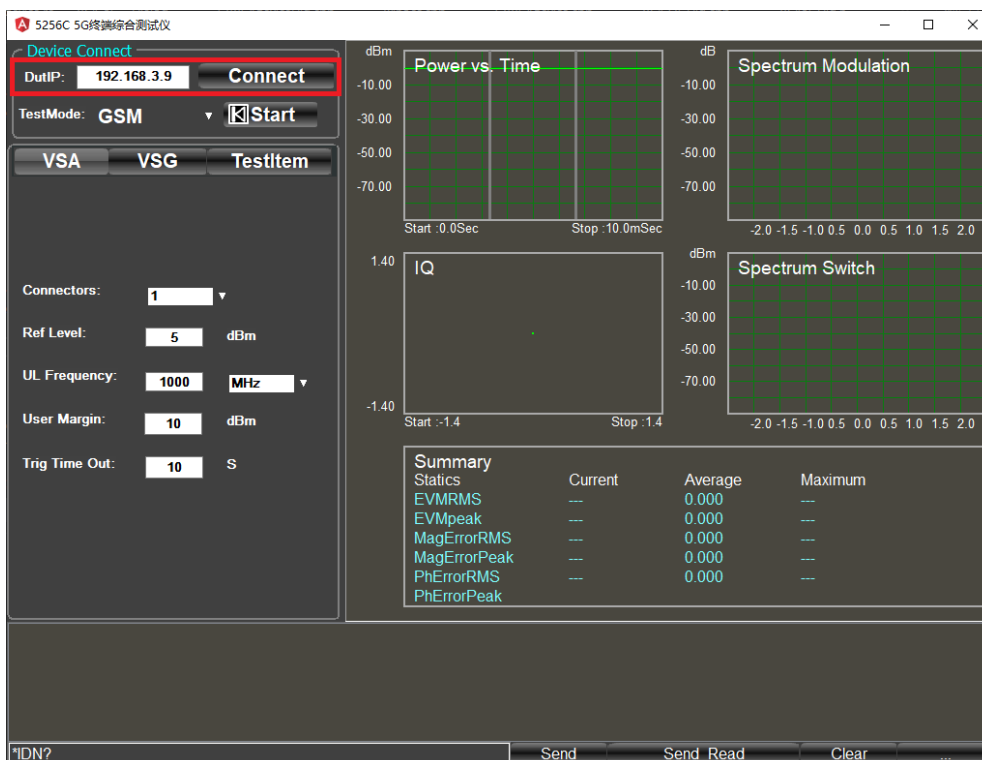 5256C 5G终端综合测试仪
Device Connect
DutIP: 192.168.3.9 Connect
TestMode: GSM Start
VSA VSG TestItem
Connectors: 1
Ref Level: 5 dBm
UL Frequency: 1000 MHz
User Margin: 10 dBm
Trig Time Out: 10 S
dBm
Power vs. Time
-10.00
-30.00
-50.00
-70.00
Start :0.0Sec Stop :10.0mSec
dB
Spectrum Modulation
-10.00
-30.00
-50.00
-70.00
-2.0 -1.5 -1.0 0.5 0.0 0.5 1.0 1.5 2.0
1.40
IQ
-1.40
Start :-1.4 Stop :1.4
dBm
Spectrum Switch
-10.00
-30.00
-50.00
-70.00
-2.0 -1.5 -1.0 0.5 0.0 0.5 1.0 1.5 2.0
Summary
Statics Current Average Maximum
EVMRMS --- 0.000 ---
EVMpeak --- 0.000 ---
MagErrorRMS --- 0.000 ---
MagErrorPeak --- 0.000 ---
PhErrorRMS --- 0.000 ---
PhErrorPeak
*IDN? Send Send Read Clear ...